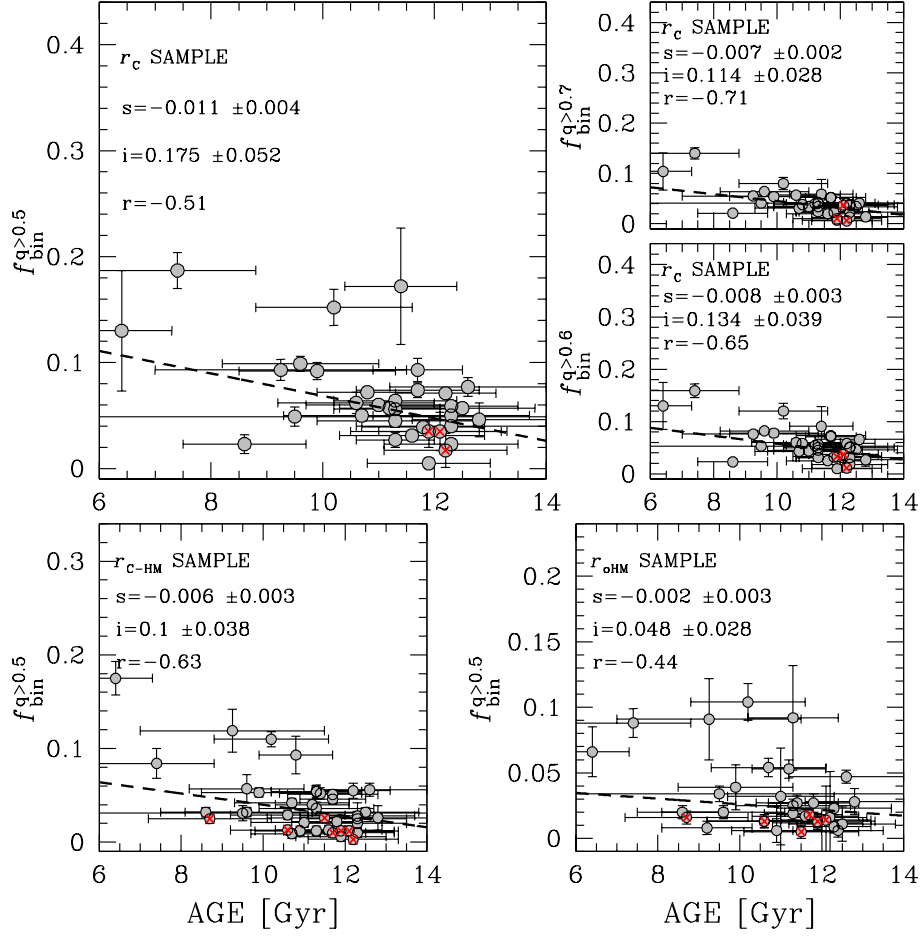 r_C SAMPLE
s=−0.011 ±0.004
i=0.175 ±0.052
r=−0.51
f_bin^q>0.5
0.4
0.3
0.2
0.1
0
6 8 10 12 14
r_C SAMPLE
s=−0.007 ±0.002
i=0.114 ±0.028
r=−0.71
f_bin^q>0.7
0.4
0.2
0.1
0
r_C SAMPLE
s=−0.008 ±0.003
i=0.134 ±0.039
r=−0.65
f_bin^q>0.6
0.4
0.2
0.1
0
6 8 10 12 14
r_C−HM SAMPLE
s=−0.006 ±0.003
i=0.1 ±0.038
r=−0.63
f_bin^q>0.5
0.3
0.2
0.1
0
6 8 10 12 14
AGE [Gyr]
r_oHM SAMPLE
s=−0.002 ±0.003
i=0.048 ±0.028
r=−0.44
f_bin^q>0.5
0.2
0.15
0.1
0.05
0
6 8 10 12 14
AGE [Gyr]